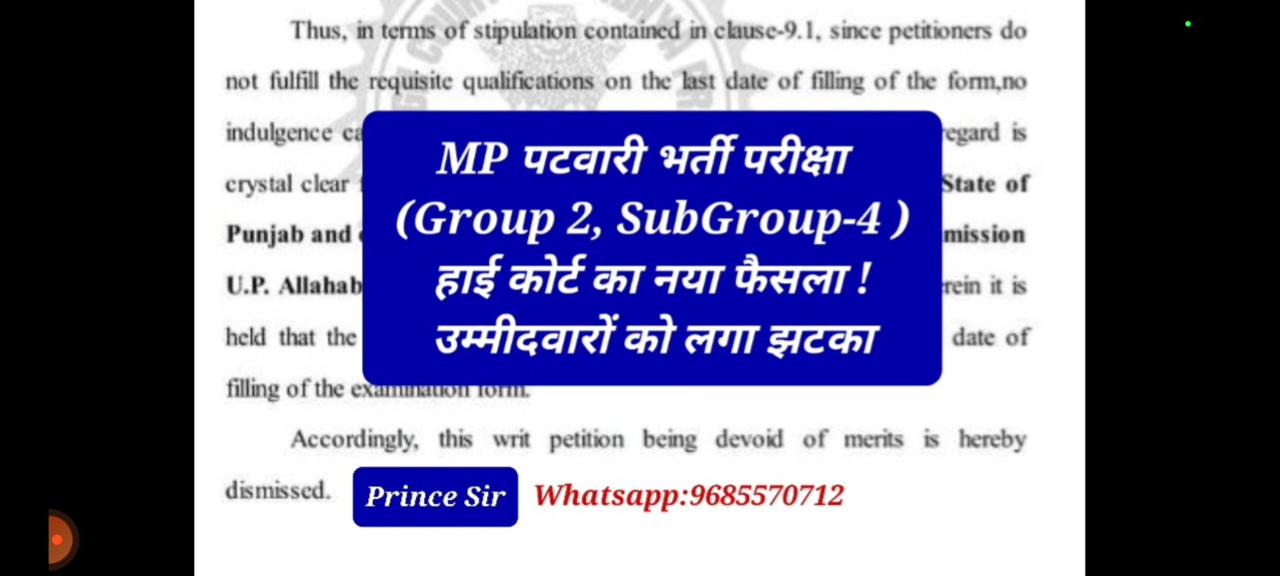 Thus, in terms of stipulation contained in clause-9.1, since petitioners do
not fulfill the requisite qualifications on the last date of filling of the form,no
indulgence ca egard is
crystal clear State of
Punjab and mission
U.P. Allahab rein it is
held that the date of
filling of the examination form.
MP पटवारी भर्ती परीक्षा
(Group 2, SubGroup-4 )
हाई कोर्ट का नया फैसला !
उम्मीदवारों को लगा झटका
Accordingly, this writ petition being devoid of merits is hereby
dismissed.
Prince Sir Whatsapp:9685570712